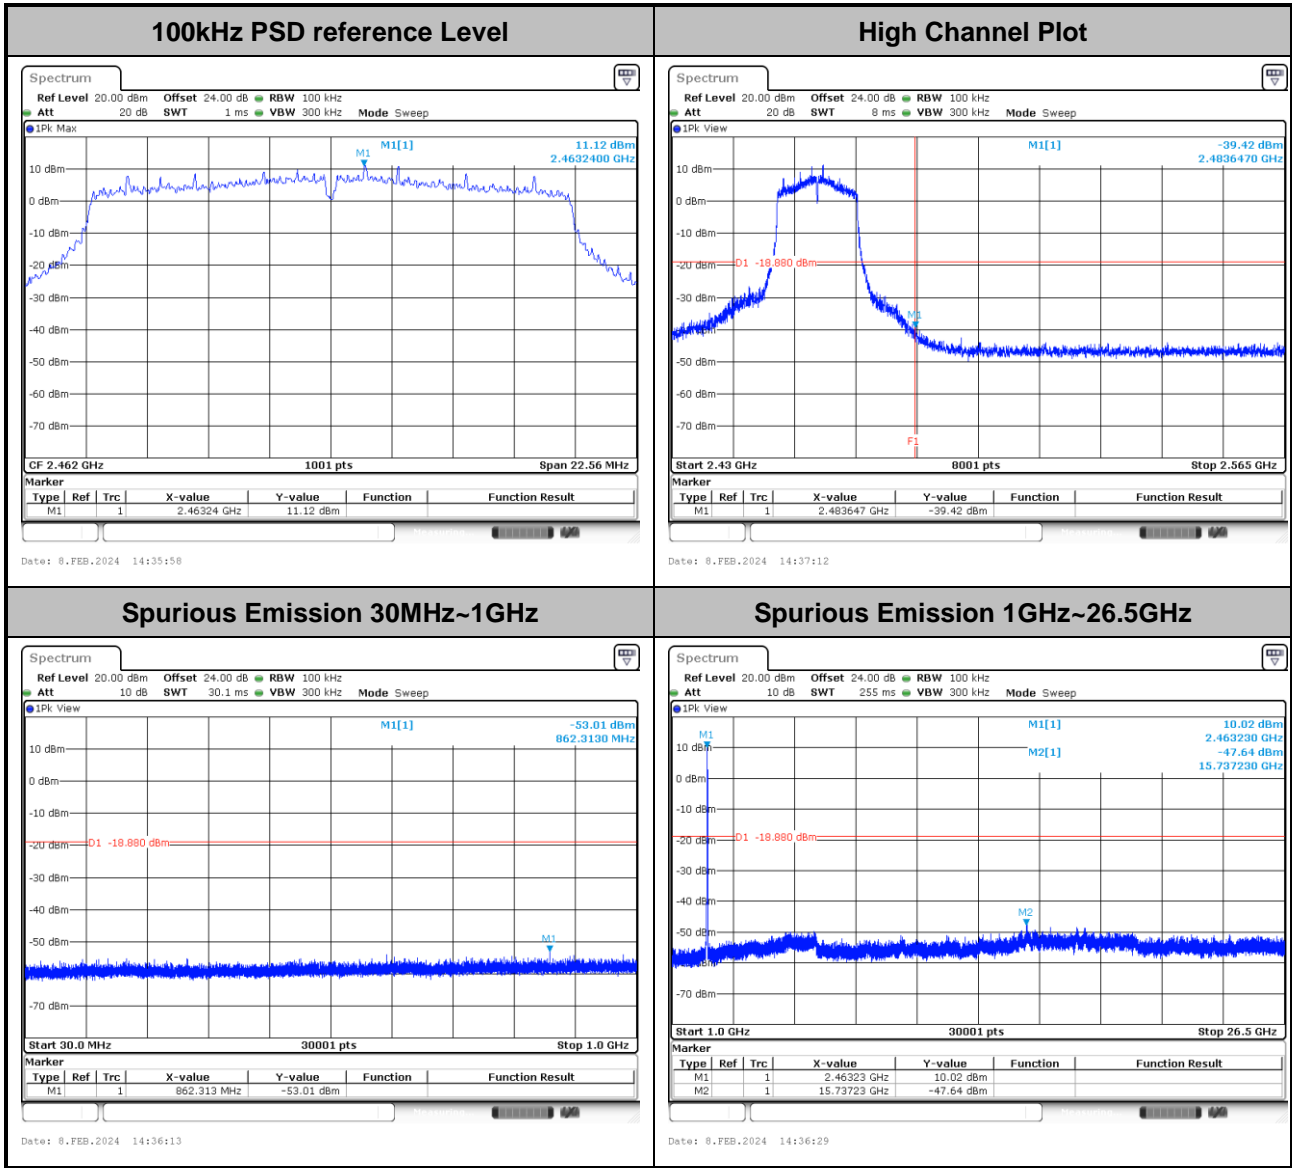 100kHz PSD reference Level
High Channel Plot
Spectrum
Ref Level 20.00 dBm Offset 24.00 dB RBW 100 kHz
Att 20 dB SWT 1 ms VBW 300 kHz Mode Sweep
1Pk Max
M1[1] 11.12 dBm
2.4632400 GHz
M1
10 dBm
0 dBm
-10 dBm
-20 dBm
-30 dBm
-40 dBm
-50 dBm
-60 dBm
-70 dBm
CF 2.462 GHz 1001 pts Span 22.56 MHz
Marker
Type Ref Trc X-value Y-value Function Function Result
M1 1 2.46324 GHz 11.12 dBm
Date: 8.FEB.2024 14:35:58
Spectrum
Ref Level 20.00 dBm Offset 24.00 dB RBW 100 kHz
Att 20 dB SWT 8 ms VBW 300 kHz Mode Sweep
1Pk View
M1[1] -39.42 dBm
2.4836470 GHz
10 dBm
0 dBm
-10 dBm
-20 dBm
D1 -18.880 dBm
-30 dBm
M1
-40 dBm
-50 dBm
-60 dBm
-70 dBm
F1
Start 2.43 GHz 8001 pts Stop 2.565 GHz
Marker
Type Ref Trc X-value Y-value Function Function Result
M1 1 2.483647 GHz -39.42 dBm
Measuring
Date: 8.FEB.2024 14:37:12
Spurious Emission 30MHz~1GHz
Spurious Emission 1GHz~26.5GHz
Spectrum
Ref Level 20.00 dBm Offset 24.00 dB RBW 100 kHz
Att 10 dB SWT 30.1 ms VBW 300 kHz Mode Sweep
1Pk View
M1[1] -53.01 dBm
862.3130 MHz
10 dBm
0 dBm
-10 dBm
-20 dBm
D1 -18.880 dBm
-30 dBm
-40 dBm
-50 dBm
M1
-70 dBm
Start 30.0 MHz 30001 pts Stop 1.0 GHz
Marker
Type Ref Trc X-value Y-value Function Function Result
M1 1 862.313 MHz -53.01 dBm
Date: 8.FEB.2024 14:36:13
Spectrum
Ref Level 20.00 dBm Offset 24.00 dB RBW 100 kHz
Att 10 dB SWT 255 ms VBW 300 kHz Mode Sweep
1Pk View
M1[1] 10.02 dBm
2.463230 GHz
M2[1] -47.64 dBm
15.737230 GHz
M1
10 dBm
0 dBm
-10 dBm
-20 dBm
D1 -18.880 dBm
-30 dBm
-40 dBm
M2
-50 dBm
-70 dBm
Start 1.0 GHz 30001 pts Stop 26.5 GHz
Marker
Type Ref Trc X-value Y-value Function Function Result
M1 1 2.46323 GHz 10.02 dBm
M2 1 15.73723 GHz -47.64 dBm
Measuring
Date: 8.FEB.2024 14:36:29